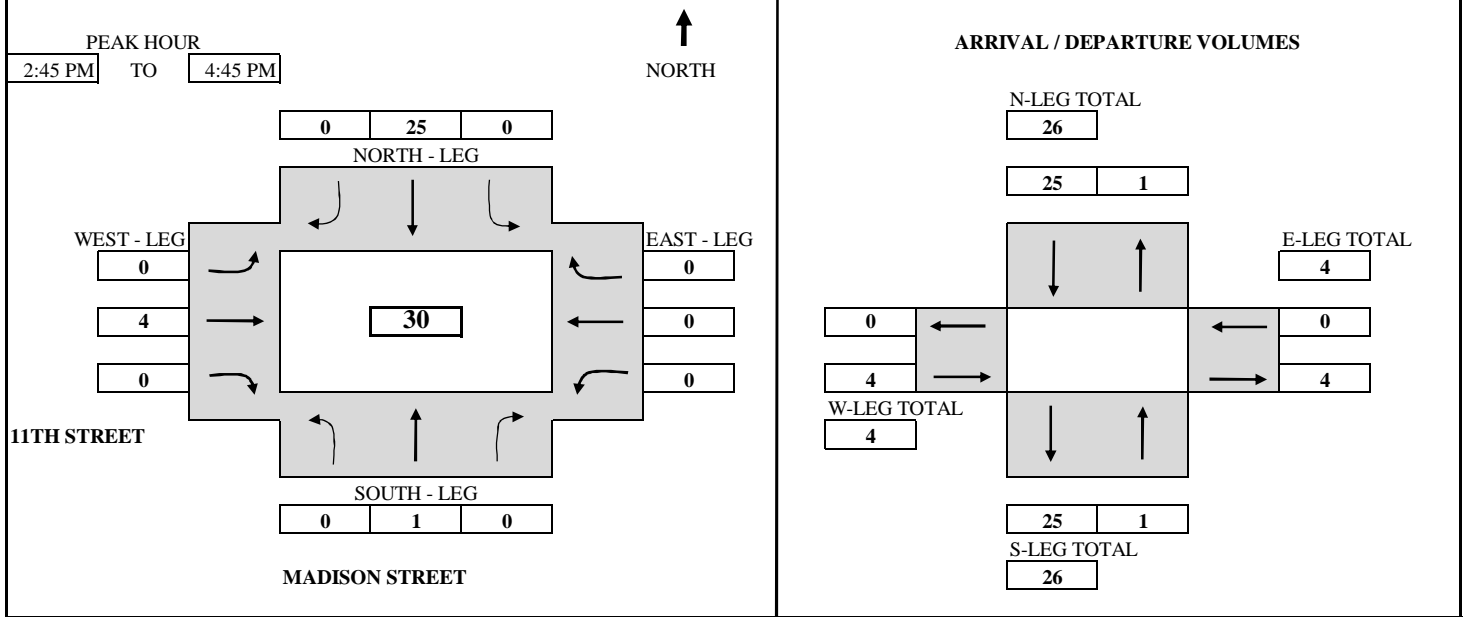 PEAK HOUR
2:45 PM TO 4:45 PM
NORTH
0 25 0
NORTH - LEG
WEST - LEG
EAST - LEG
0
0
4
30
0
0
0
11TH STREET
SOUTH - LEG
0 1 0
MADISON STREET
ARRIVAL / DEPARTURE VOLUMES
N-LEG TOTAL
26
25 1
E-LEG TOTAL
4
0
0
4
4
W-LEG TOTAL
4
25 1
S-LEG TOTAL
26